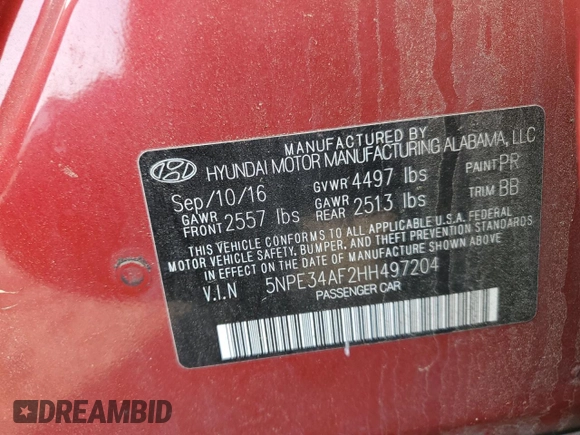 MANUFACTURED BY
HYUNDAI MOTOR MANUFACTURING ALABAMA, LLC
Sep/10/16 GVWR 4497 lbs PAINT PR
GAWR FRONT 2557 lbs GAWR REAR 2513 lbs TRIM BB
THIS VEHICLE CONFORMS TO ALL APPLICABLE U.S.A. FEDERAL
MOTOR VEHICLE SAFETY, BUMPER, AND THEFT PREVENTION STANDARDS
IN EFFECT ON THE DATE OF MANUFACTURE SHOWN ABOVE.
V.I.N 5NPE34AF2HH497204
PASSENGER CAR
DREAMBID